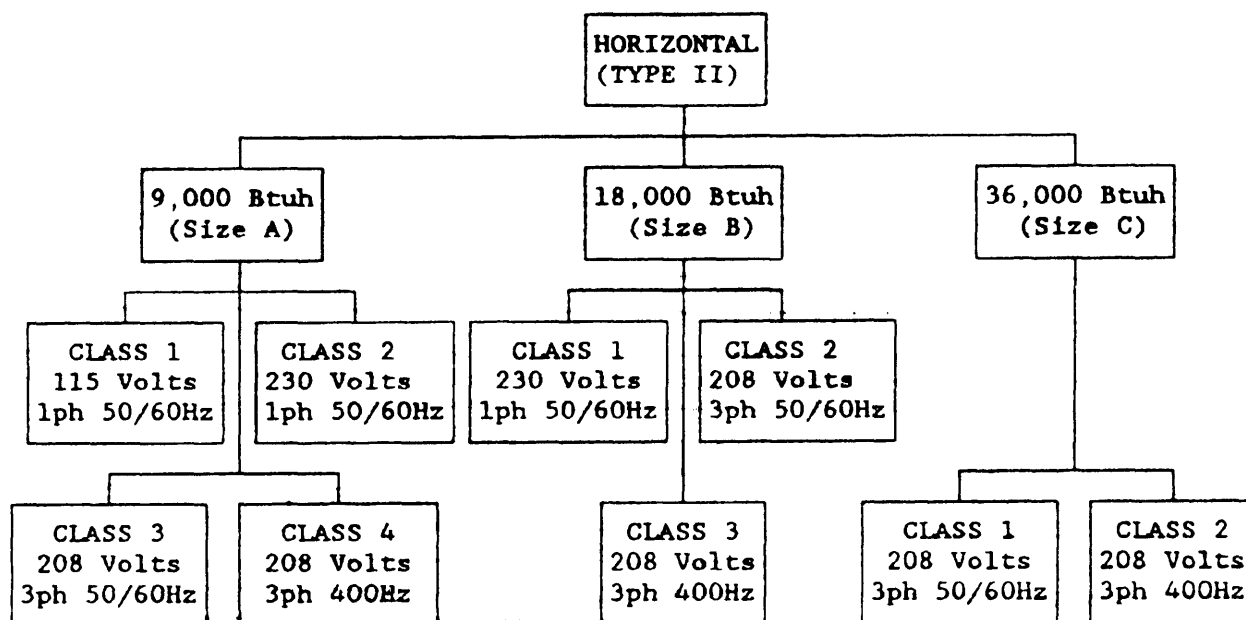 HORIZONTAL
(TYPE II)
9,000 Btuh
(Size A)
18,000 Btuh
(Size B)
36,000 Btuh
(Size C)
CLASS 1
115 Volts
1ph 50/60Hz
CLASS 2
230 Volts
1ph 50/60Hz
CLASS 1
230 Volts
1ph 50/60Hz
CLASS 2
208 Volts
3ph 50/60Hz
CLASS 3
208 Volts
3ph 50/60Hz
CLASS 4
208 Volts
3ph 400Hz
CLASS 3
208 Volts
3ph 400Hz
CLASS 1
208 Volts
3ph 50/60Hz
CLASS 2
208 Volts
3ph 400Hz